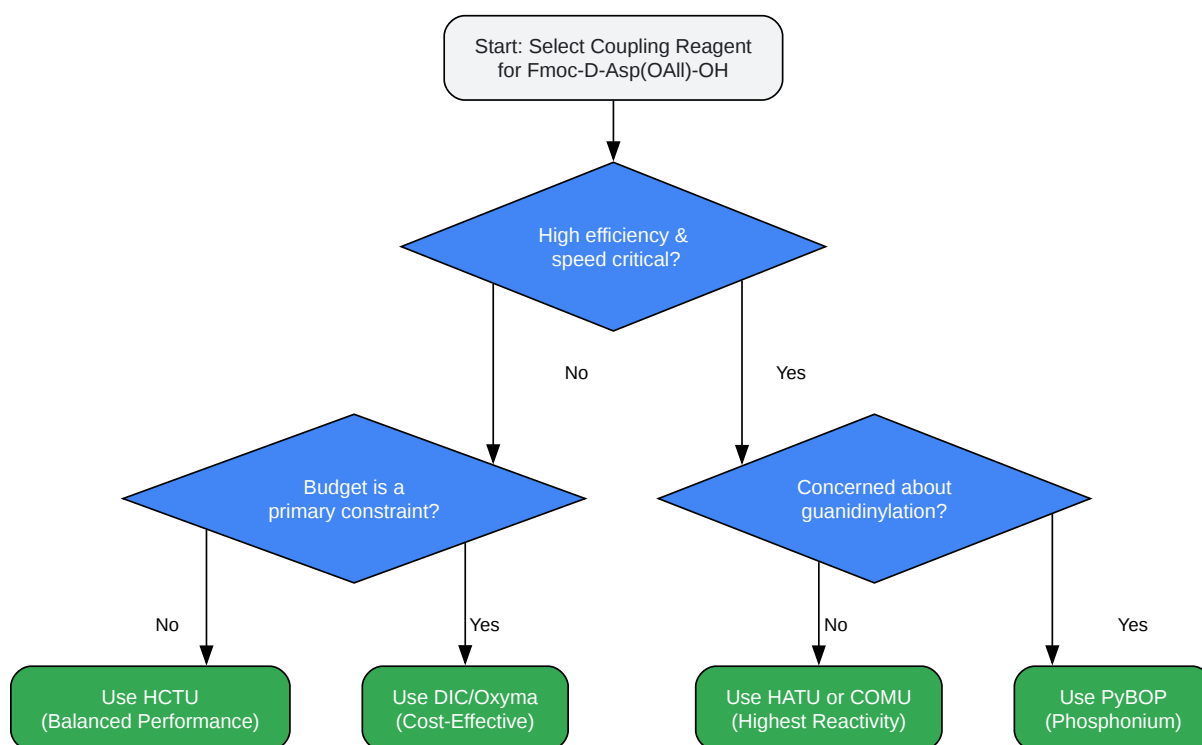 Start: Select Coupling Reagent
for Fmoc-D-Asp(OAll)-OH
High efficiency &
speed critical?
No
Yes
Budget is a
primary constraint?
Concerned about
guanidinylation?
No
Yes
No
Yes
Use HCTU
(Balanced Performance)
Use DIC/Oxyma
(Cost-Effective)
Use HATU or COMU
(Highest Reactivity)
Use PyBOP
(Phosphonium)